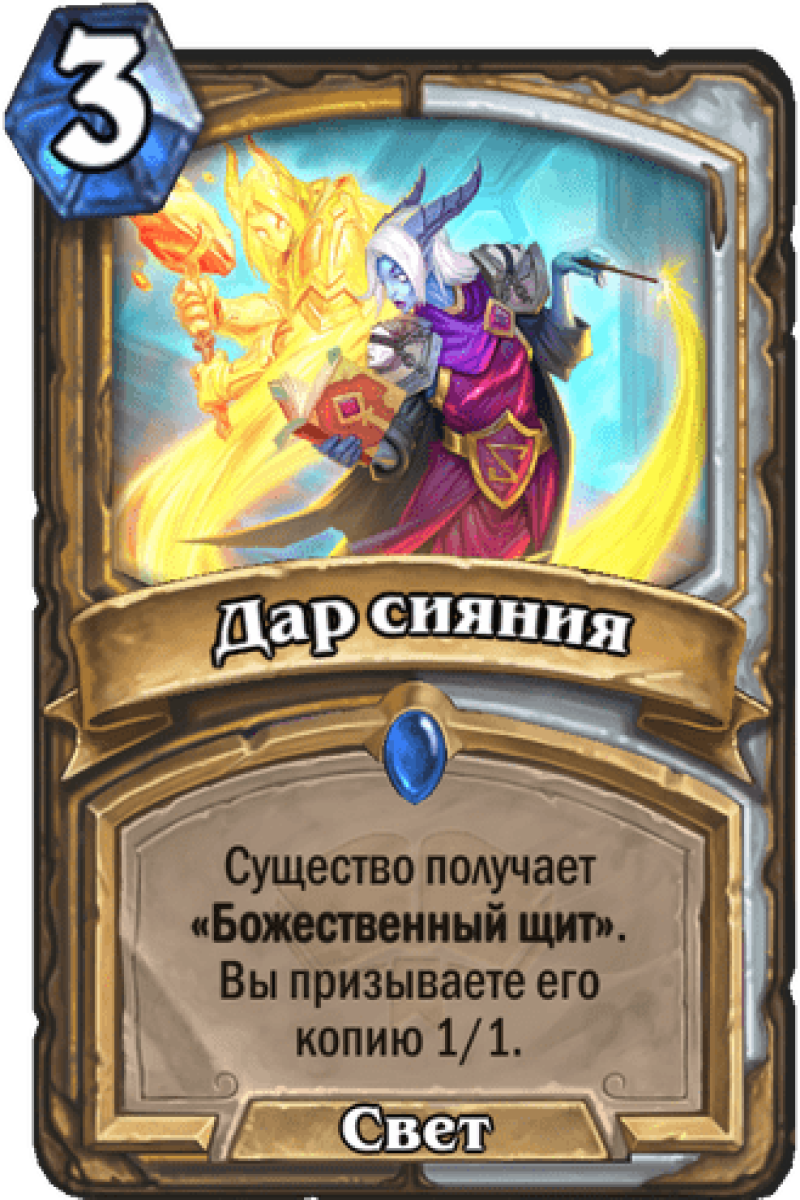 3
Дар сияния
Существо получает
«Божественный щит».
Вы призываете его
копию 1/1.
Свет